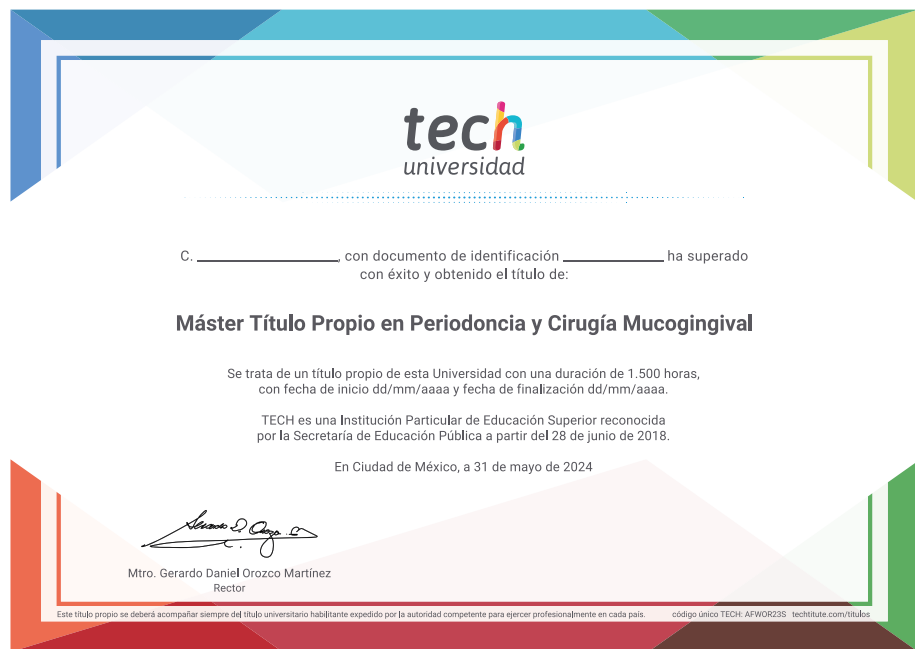 tech
universidad
C. ____________________, con documento de identificación ______________ ha superado
con éxito y obtenido el título de:
Máster Título Propio en Periodoncia y Cirugía Mucogingival
Se trata de un título propio de esta Universidad con una duración de 1.500 horas,
con fecha de inicio dd/mm/aaaa y fecha de finalización dd/mm/aaaa.
TECH es una Institución Particular de Educación Superior reconocida
por la Secretaría de Educación Pública a partir del 28 de junio de 2018.
En Ciudad de México, a 31 de mayo de 2024
Mtro. Gerardo Daniel Orozco Martínez
Rector
Este título propio se deberá acompañar siempre del título universitario habilitante expedido por la autoridad competente para ejercer profesionalmente en cada país. código único TECH: AFWOR23S techtitute.com/titulos